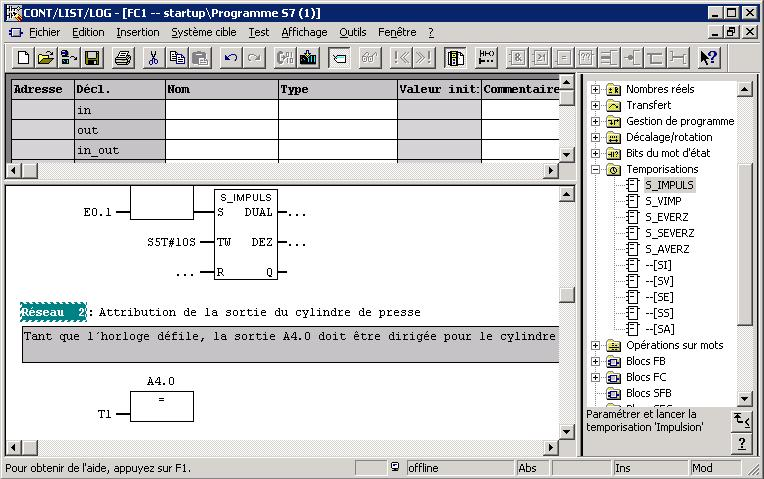 CONT/LIST/LOG - [FC1 -- startup\Programme S7 (1)]
Fichier Edition Insertion Système cible Test Affichage Outils Fenêtre ?
Adresse Décl. Nom Type Valeur init: Commentaire
in
out
in_out
S_IMPULS
E0.1 S DUAL ...
S5T#10S TW DEZ ...
... R Q
Réseau 2 : Attribution de la sortie du cylindre de presse
Tant que l´horloge défile, la sortie A4.0 doit être dirigée pour le cylindre
A4.0
=
T1
Nombres réels
Transfert
Gestion de programme
Décalage/rotation
Bits du mot d'état
Temporisations
S_IMPULS
S_VIMP
S_EVERZ
S_SEVERZ
S_AVERZ
--[SI]
--[SV]
--[SE]
--[SS]
--[SA]
Opérations sur mots
Blocs FB
Blocs FC
Blocs SFB
Paramétrer et lancer la
temporisation 'Impulsion'
Pour obtenir de l'aide, appuyez sur F1. offline Abs Ins Mod